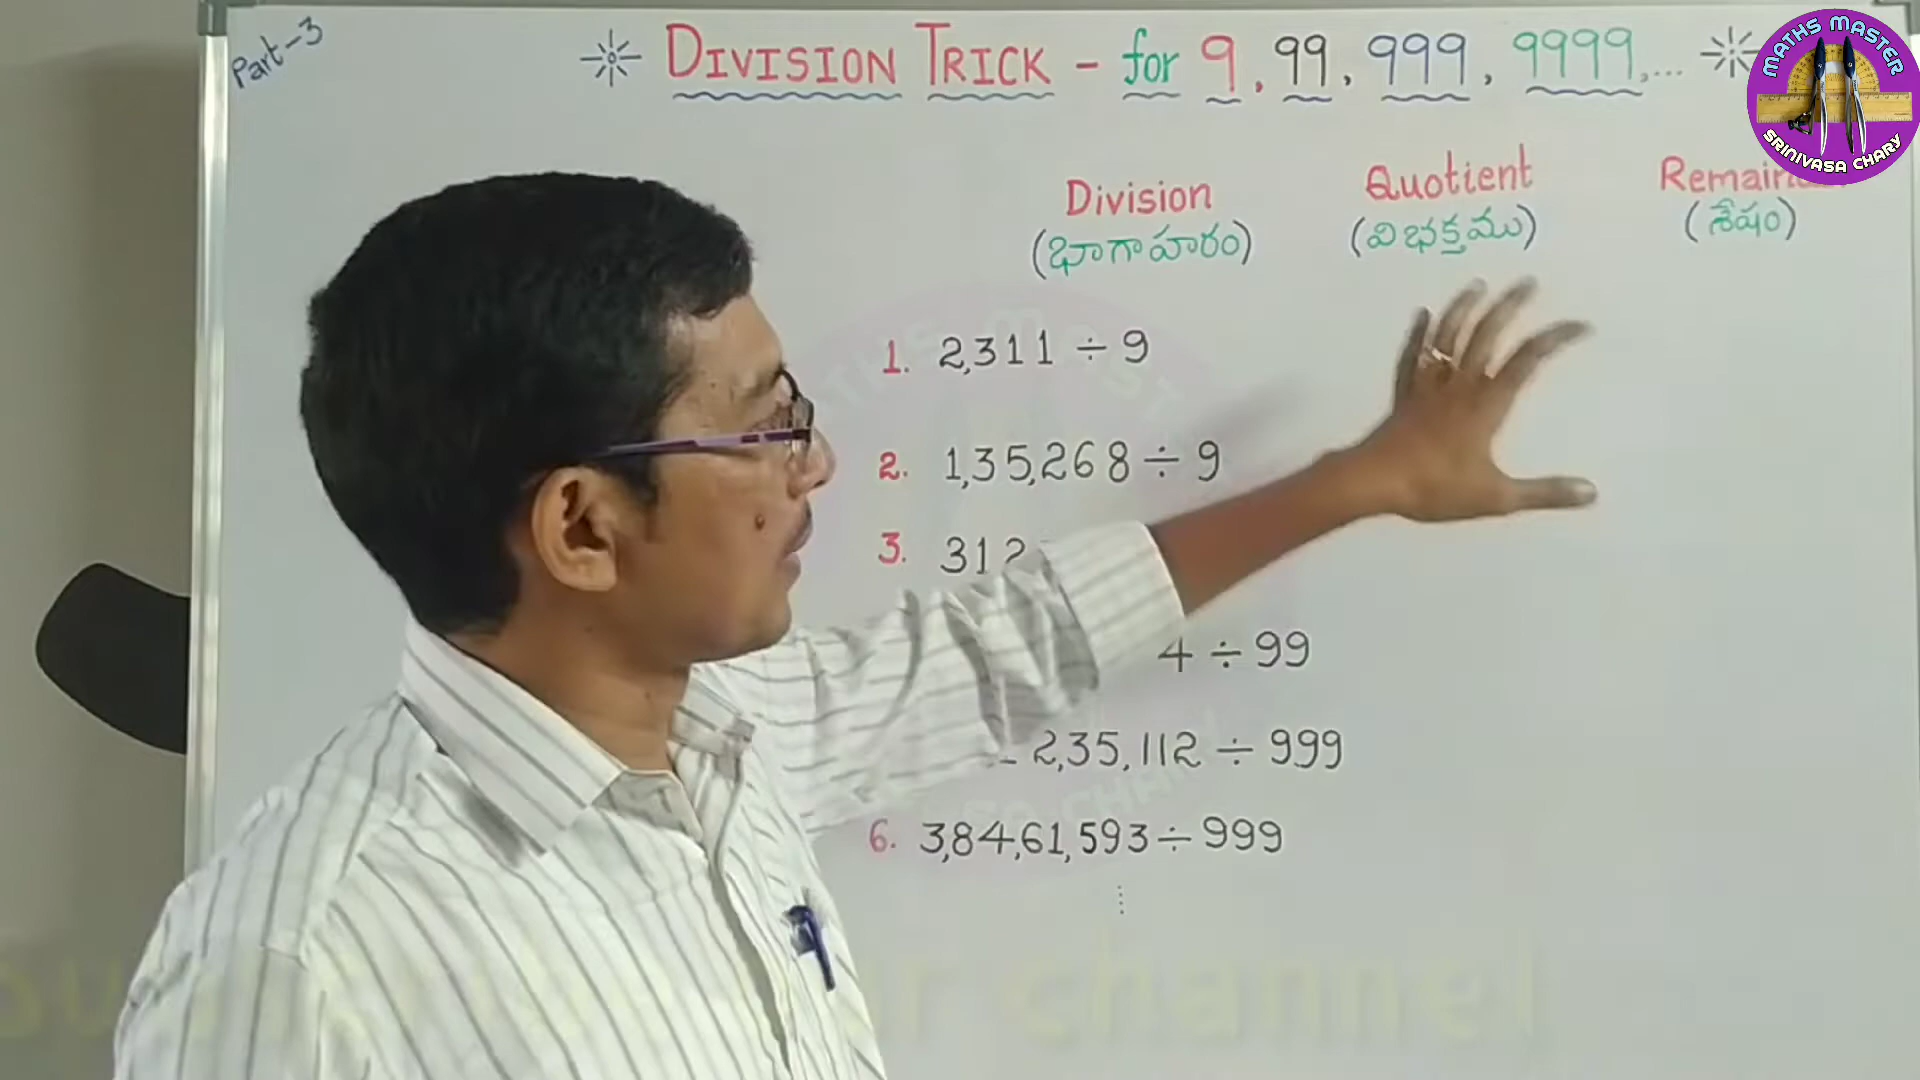 Part-3
DIVISION TRICK - for 9, 99, 999, 9999, ...
MATHS MASTER
SRINIVASA CHARY
Division Quotient
(భాగాహారం) (విభక్తము) (శేషం)
1. 2,311 ÷ 9
2. 1,35,268 ÷ 9
3. 312
4 ÷ 99
2,35,112 ÷ 999
6. 3,84,61,593 ÷ 999
channel